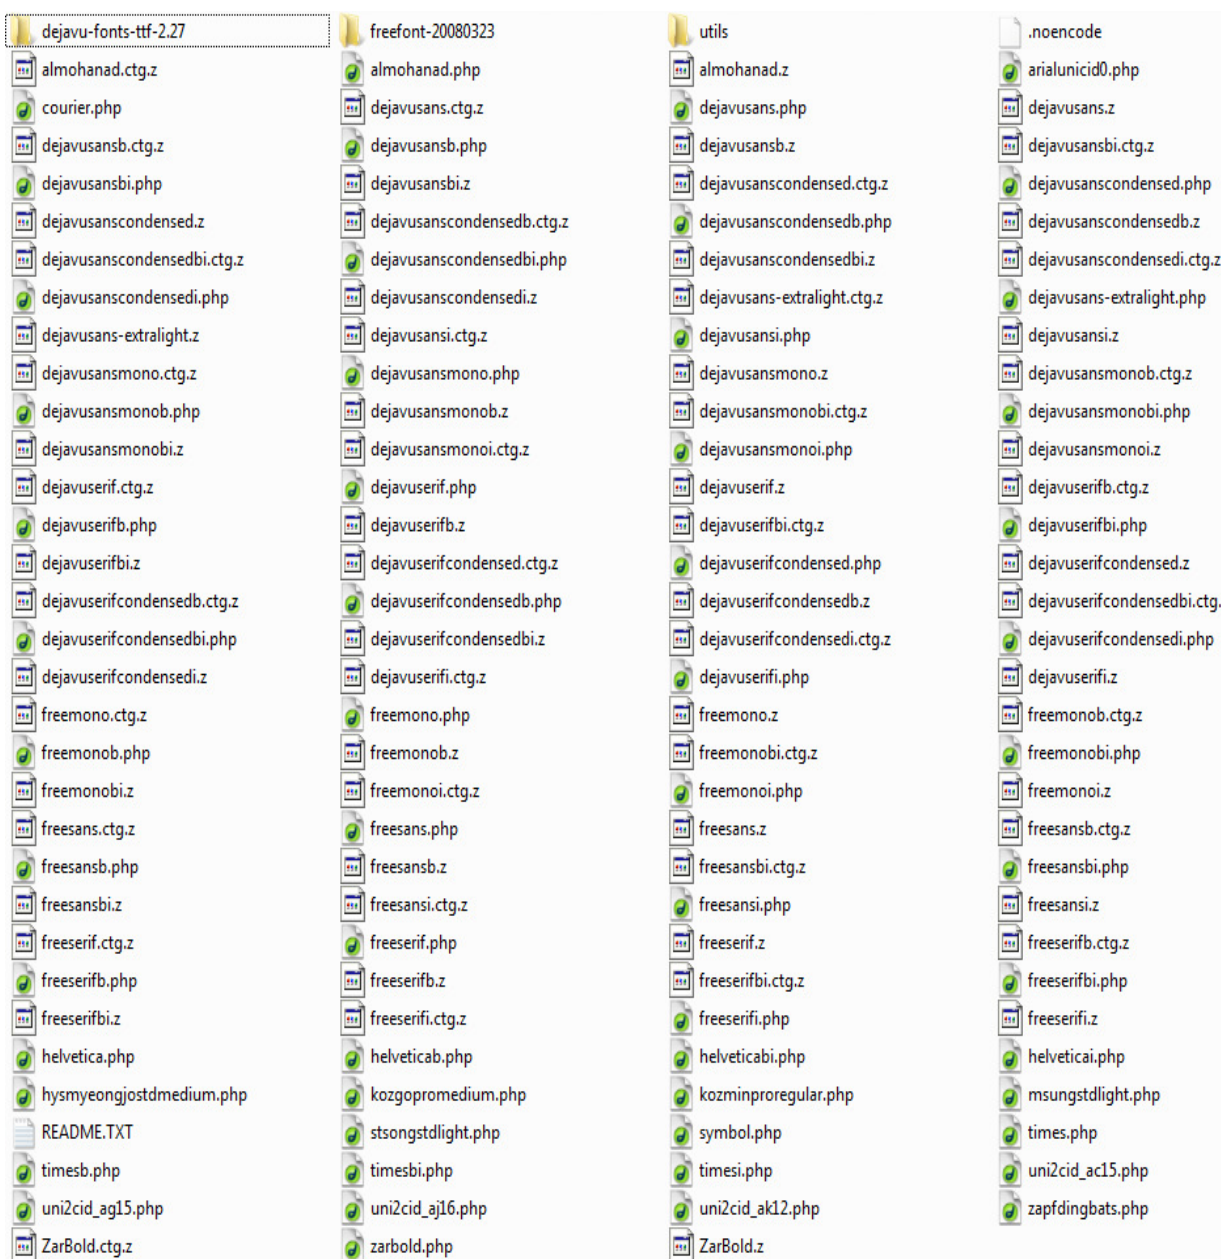 dejavu-fonts-ttf-2.27 freefont-20080323 utils .noencode
almohanad.ctg.z almohanad.php almohanad.z arialunicid0.php
courier.php dejavusans.ctg.z dejavusans.php dejavusans.z
dejavusansb.ctg.z dejavusansb.php dejavusansb.z dejavusansbi.ctg.z
dejavusansbi.php dejavusansbi.z dejavusanscondensed.ctg.z dejavusanscondensed.php
dejavusanscondensed.z dejavusanscondensedb.ctg.z dejavusanscondensedb.php dejavusanscondensedb.z
dejavusanscondensedbi.ctg.z dejavusanscondensedbi.php dejavusanscondensedbi.z dejavusanscondensedi.ctg.z
dejavusanscondensedi.php dejavusanscondensedi.z dejavusans-extralight.ctg.z dejavusans-extralight.php
dejavusans-extralight.z dejavusansi.ctg.z dejavusansi.php dejavusansi.z
dejavusansmono.ctg.z dejavusansmono.php dejavusansmono.z dejavusansmonob.ctg.z
dejavusansmonob.php dejavusansmonob.z dejavusansmonobi.ctg.z dejavusansmonobi.php
dejavusansmonobi.z dejavusansmonoi.ctg.z dejavusansmonoi.php dejavusansmonoi.z
dejavuserif.ctg.z dejavuserif.php dejavuserif.z dejavuserifb.ctg.z
dejavuserifb.php dejavuserifb.z dejavuserifbi.ctg.z dejavuserifbi.php
dejavuserifbi.z dejavuserifcondensed.ctg.z dejavuserifcondensed.php dejavuserifcondensed.z
dejavuserifcondensedb.ctg.z dejavuserifcondensedb.php dejavuserifcondensedb.z dejavuserifcondensedbi.ctg.
dejavuserifcondensedbi.php dejavuserifcondensedbi.z dejavuserifcondensedi.ctg.z dejavuserifcondensedi.php
dejavuserifcondensedi.z dejavuserifi.ctg.z dejavuserifi.php dejavuserifi.z
freemono.ctg.z freemono.php freemono.z freemonob.ctg.z
freemonob.php freemonob.z freemonobi.ctg.z freemonobi.php
freemonobi.z freemonoi.ctg.z freemonoi.php freemonoi.z
freesans.ctg.z freesans.php freesans.z freesansb.ctg.z
freesansb.php freesansb.z freesansbi.ctg.z freesansbi.php
freesansbi.z freesansi.ctg.z freesansi.php freesansi.z
freeserif.ctg.z freeserif.php freeserif.z freeserifb.ctg.z
freeserifb.php freeserifb.z freeserifbi.ctg.z freeserifbi.php
freeserifbi.z freeserifi.ctg.z freeserifi.php freeserifi.z
helvetica.php helveticab.php helveticabi.php helveticai.php
hysmyeongjostdmedium.php kozgopromedium.php kozminproregular.php msungstdlight.php
README.TXT stsongstdlight.php symbol.php times.php
timesb.php timesbi.php timesi.php uni2cid_ac15.php
uni2cid_ag15.php uni2cid_aj16.php uni2cid_ak12.php zapfdingbats.php
ZarBold.ctg.z zarbold.php ZarBold.z